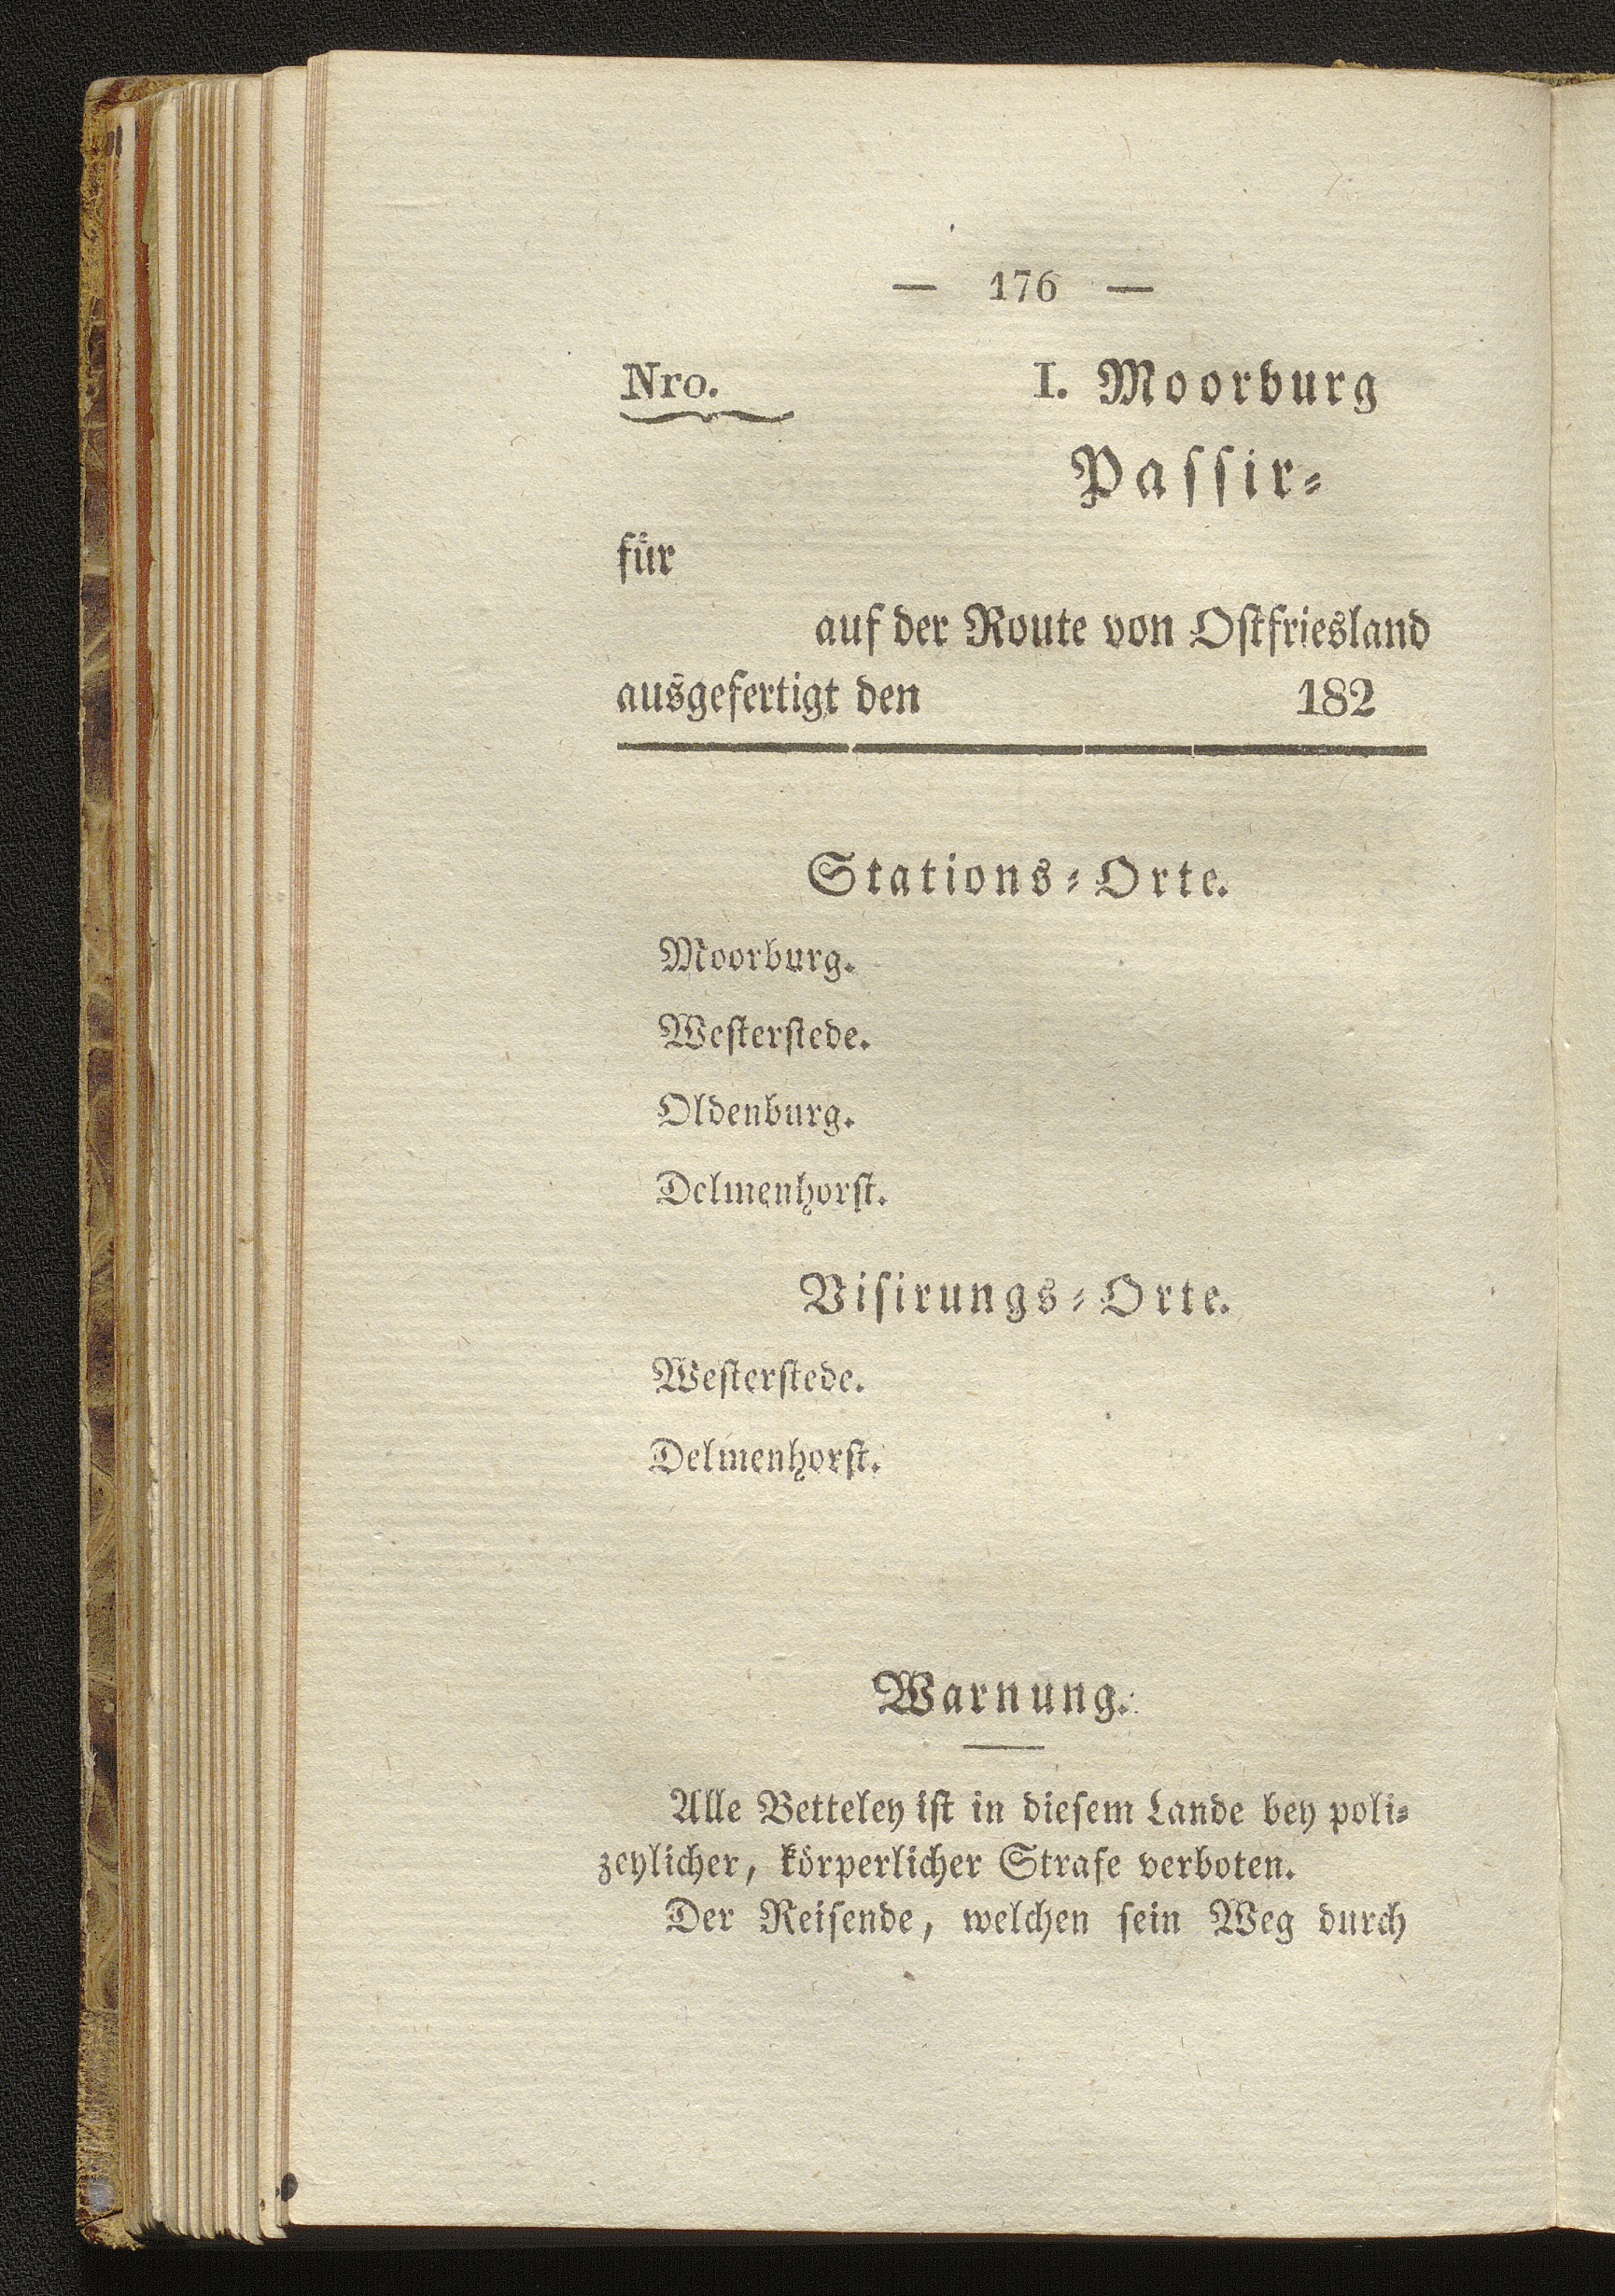 — 176 —
Nro. I. Moorburg
Passir-
für
auf der Route von Ostfriesland
ausgefertigt den 182
Stations-Orte.
Moorburg.
Westerstede.
Oldenburg.
Delmenhorst.
Visirungs-Orte.
Westerstede.
Delmenhorst.
Warnung.
Alle Betteley ist in diesem Lande bey poli-
zeylicher, körperlicher Strafe verboten.
Der Reisende, welchen sein Weg durch